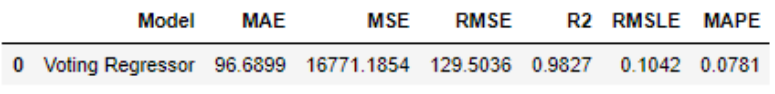 Model MAE MSE RMSE R2 RMSLE MAPE
0 Voting Regressor 96.6899 16771.1854 129.5036 0.9827 0.1042 0.0781